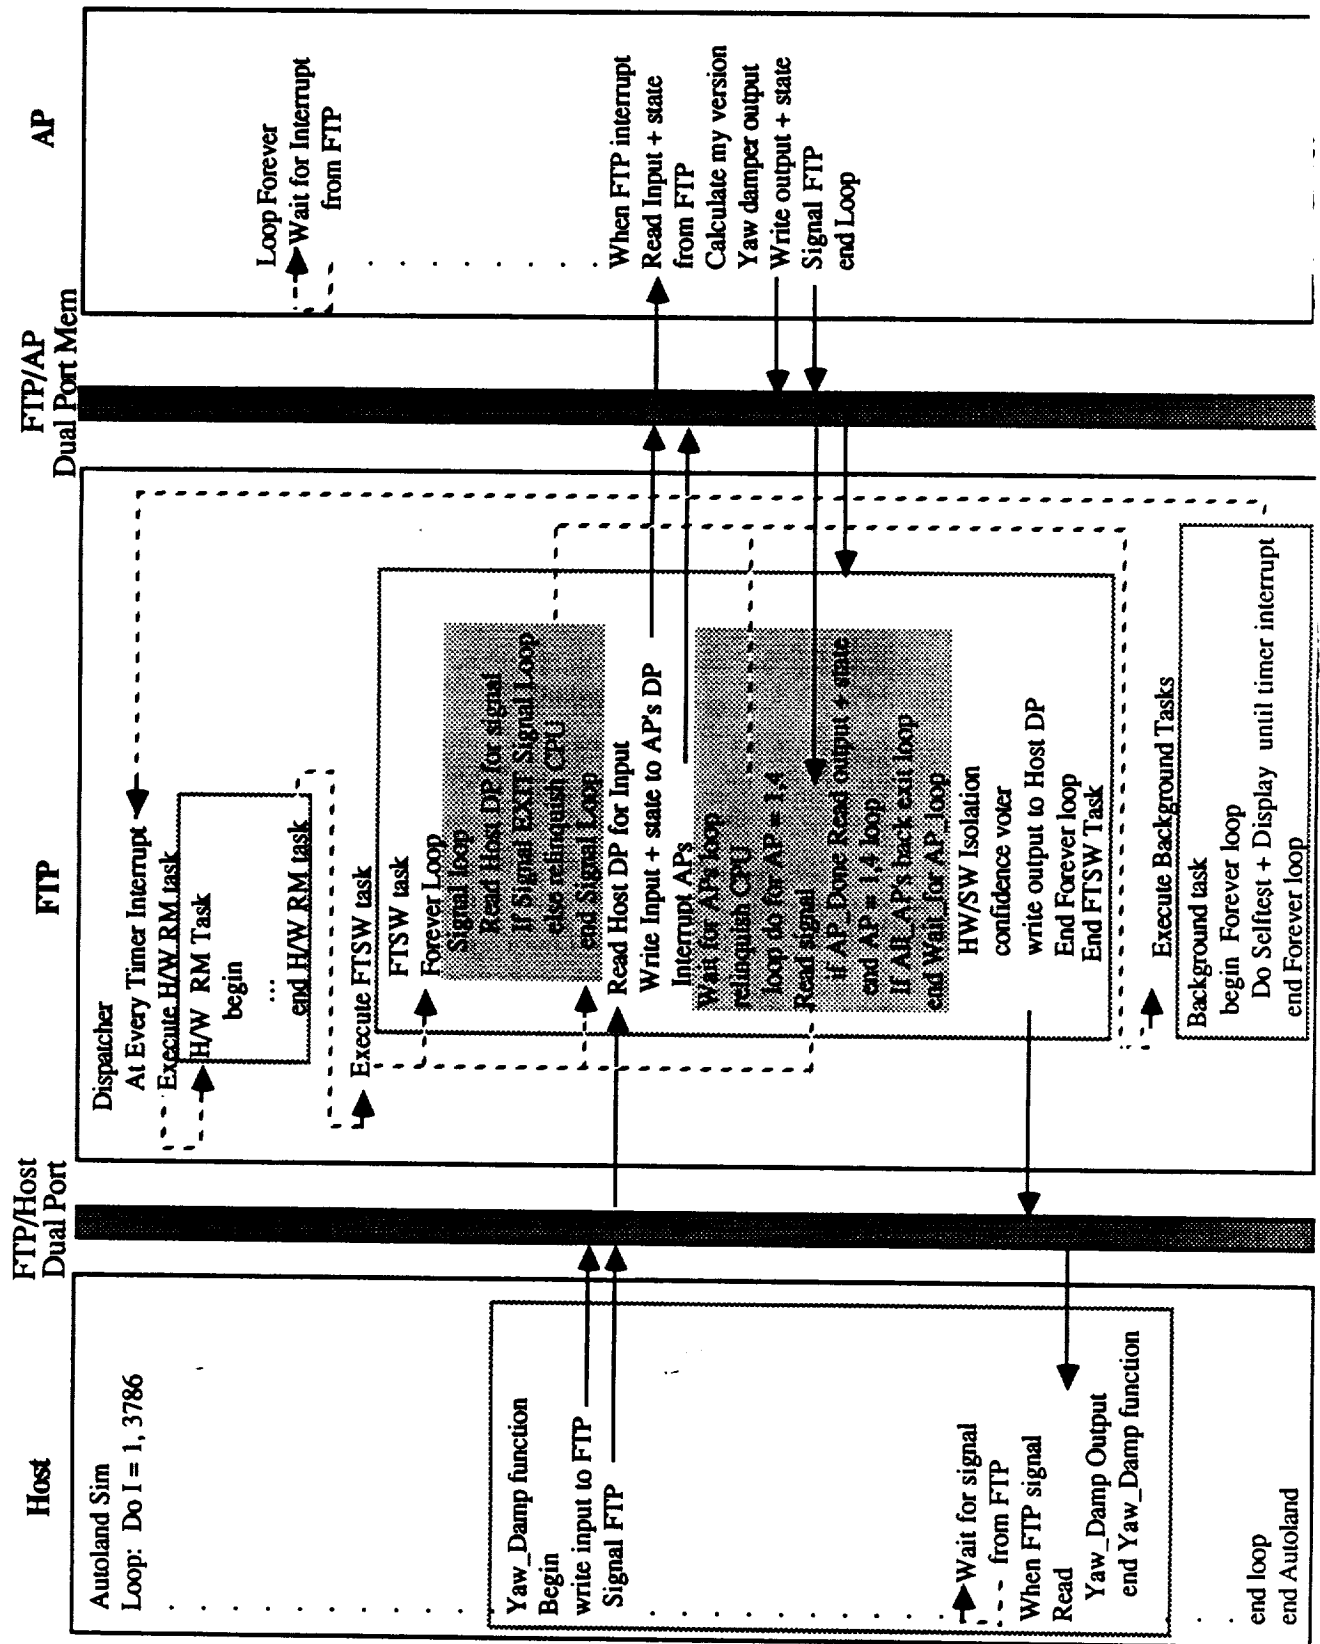 Host
Autoland Sim
Loop: Do I = 1, 3786
Yaw_Damp function
Begin
write input to FTP
Signal FTP
Wait for signal
from FTP
When FTP signal
Read
Yaw_Damp Output
end Yaw_Damp function
end loop
end Autoland
FTP/Host
Dual Port
FTP
Dispatcher
At Every Timer Interrupt
Execute H/W RM task
H/W RM Task
begin
...
end H/W RM task
Execute FTSW task
FTSW task
Forever Loop
Signal loop
Read Host DP for signal
If Signal EXIT Signal Loop
else relinquish CPU
end Signal Loop
Read Host DP for Input
Write Input + state to AP's DP
Interrupt APs
Wait for APs loop
relinquish CPU
loop do for AP = 1,4
Read signal
if AP_Done Read output + state
end AP = 1,4 loop
If All_AP's back exit loop
end Wait_for AP_loop
HW/SW Isolation
confidence voter
write output to Host DP
End Forever loop
End FTSW Task
Execute Background Tasks
Background task
begin Forever loop
Do Selftest + Display until timer interrupt
end Forever loop
FTP/AP
Dual Port Mem
AP
Loop Forever
Wait for Interrupt
from FTP
When FTP interrupt
Read Input + state
from FTP
Calculate my version
Yaw damper output
Write output + state
Signal FTP
end Loop